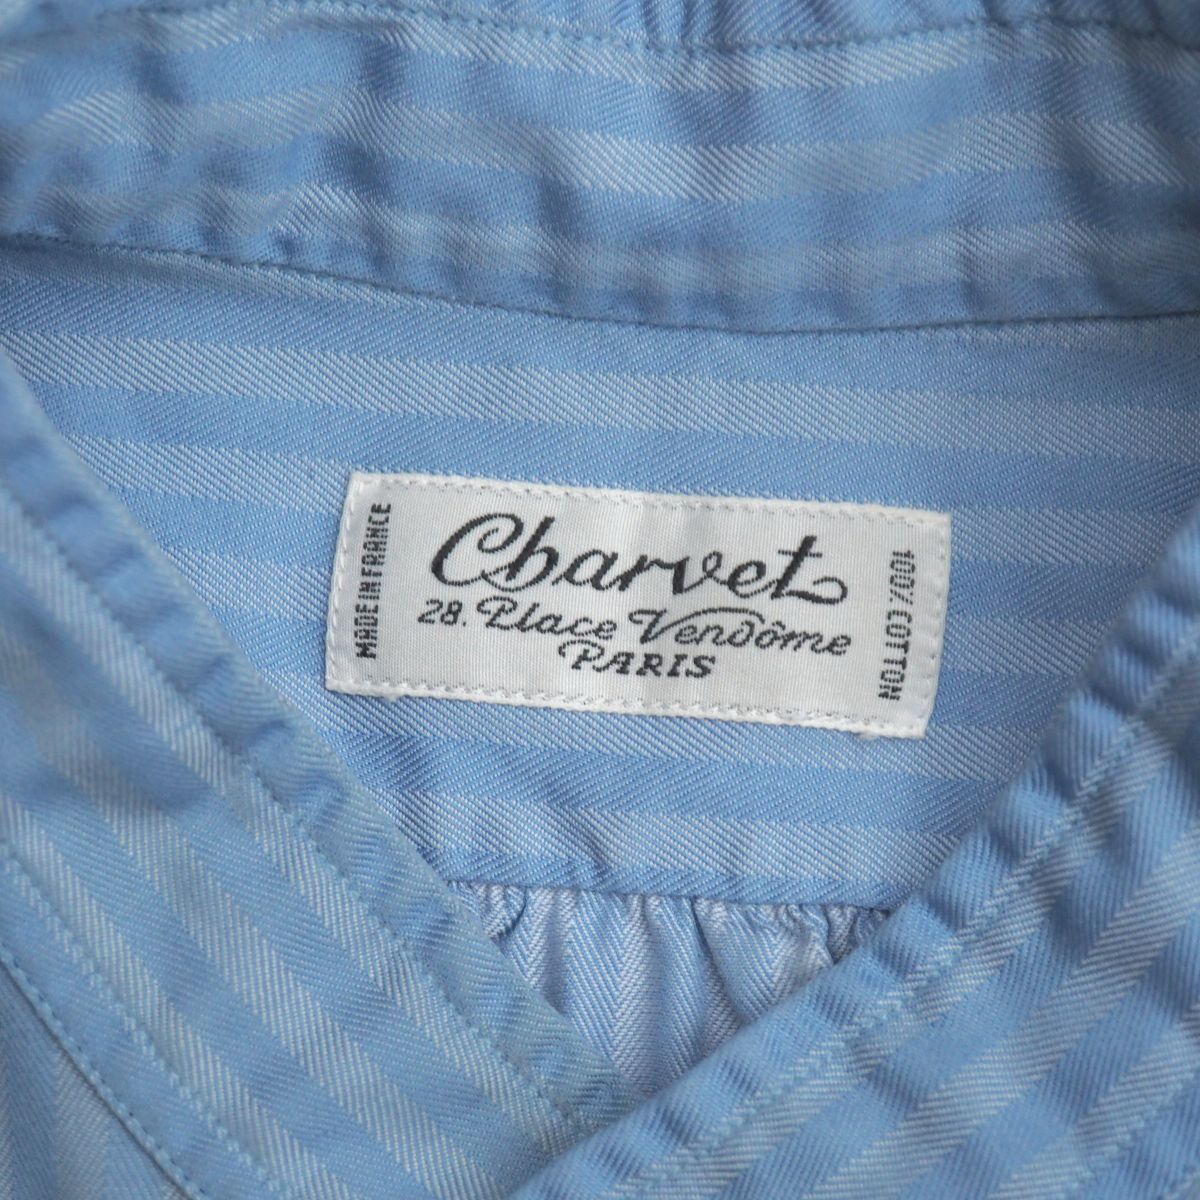 MADE IN FRANCE
Charvet
28. Place Vendôme
PARIS
100% COTTON